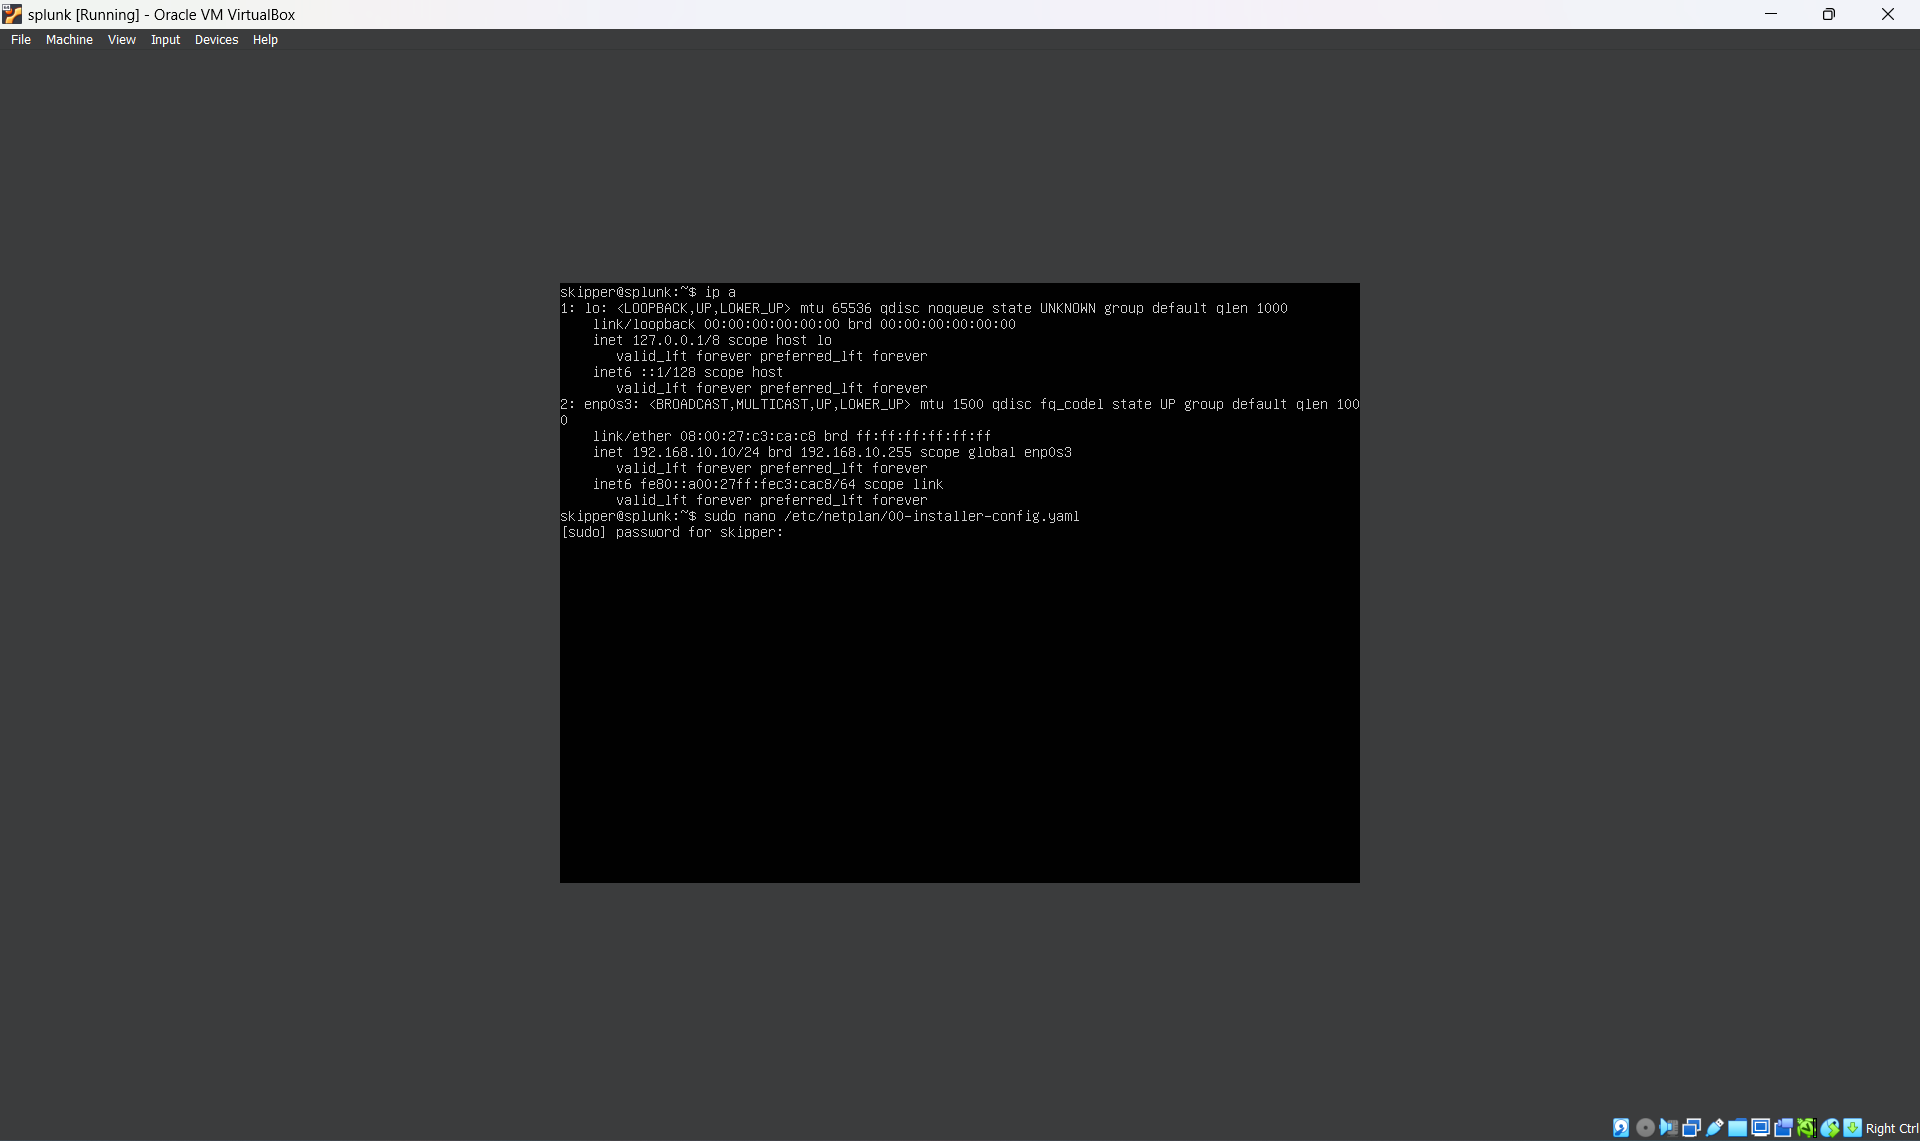 splunk [Running] - Oracle VM VirtualBox
File Machine View Input Devices Help
skipper@splunk:~$ ip a
1: lo: <LOOPBACK,UP,LOWER_UP> mtu 65536 qdisc noqueue state UNKNOWN group default qlen 1000
    link/loopback 00:00:00:00:00:00 brd 00:00:00:00:00:00
    inet 127.0.0.1/8 scope host lo
       valid_lft forever preferred_lft forever
    inet6 ::1/128 scope host
       valid_lft forever preferred_lft forever
2: enp0s3: <BROADCAST,MULTICAST,UP,LOWER_UP> mtu 1500 qdisc fq_codel state UP group default qlen 100
0
    link/ether 08:00:27:c3:ca:c8 brd ff:ff:ff:ff:ff:ff
    inet 192.168.10.10/24 brd 192.168.10.255 scope global enp0s3
       valid_lft forever preferred_lft forever
    inet6 fe80::a00:27ff:fec3:cac8/64 scope link
       valid_lft forever preferred_lft forever
skipper@splunk:~$ sudo nano /etc/netplan/00-installer-config.yaml
[sudo] password for skipper:
Right Ctrl